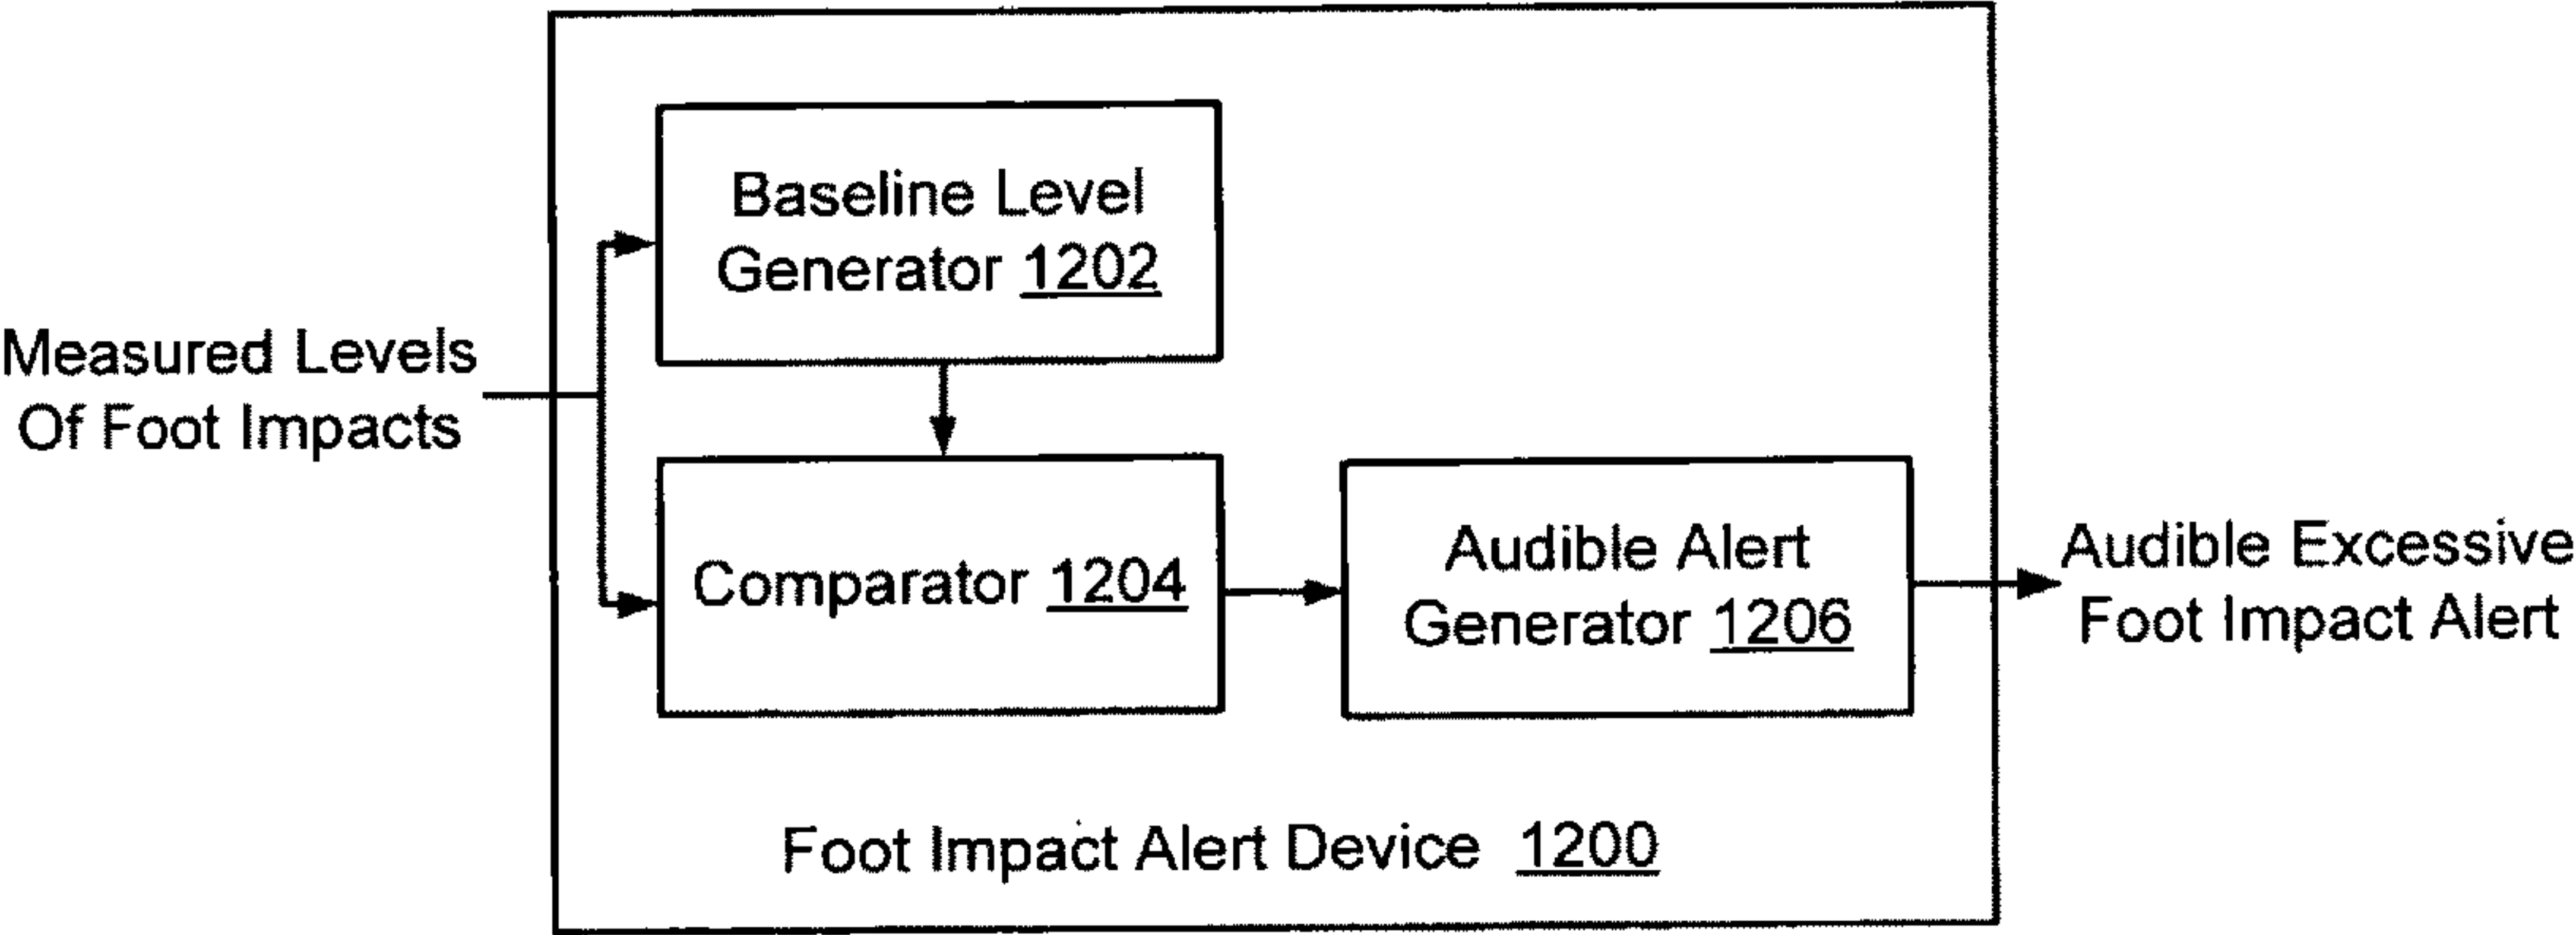 Baseline Level
Generator 1202
Measured Levels
Of Foot Impacts
Comparator 1204
Audible Alert
Generator 1206
Audible Excessive
Foot Impact Alert
Foot Impact Alert Device 1200